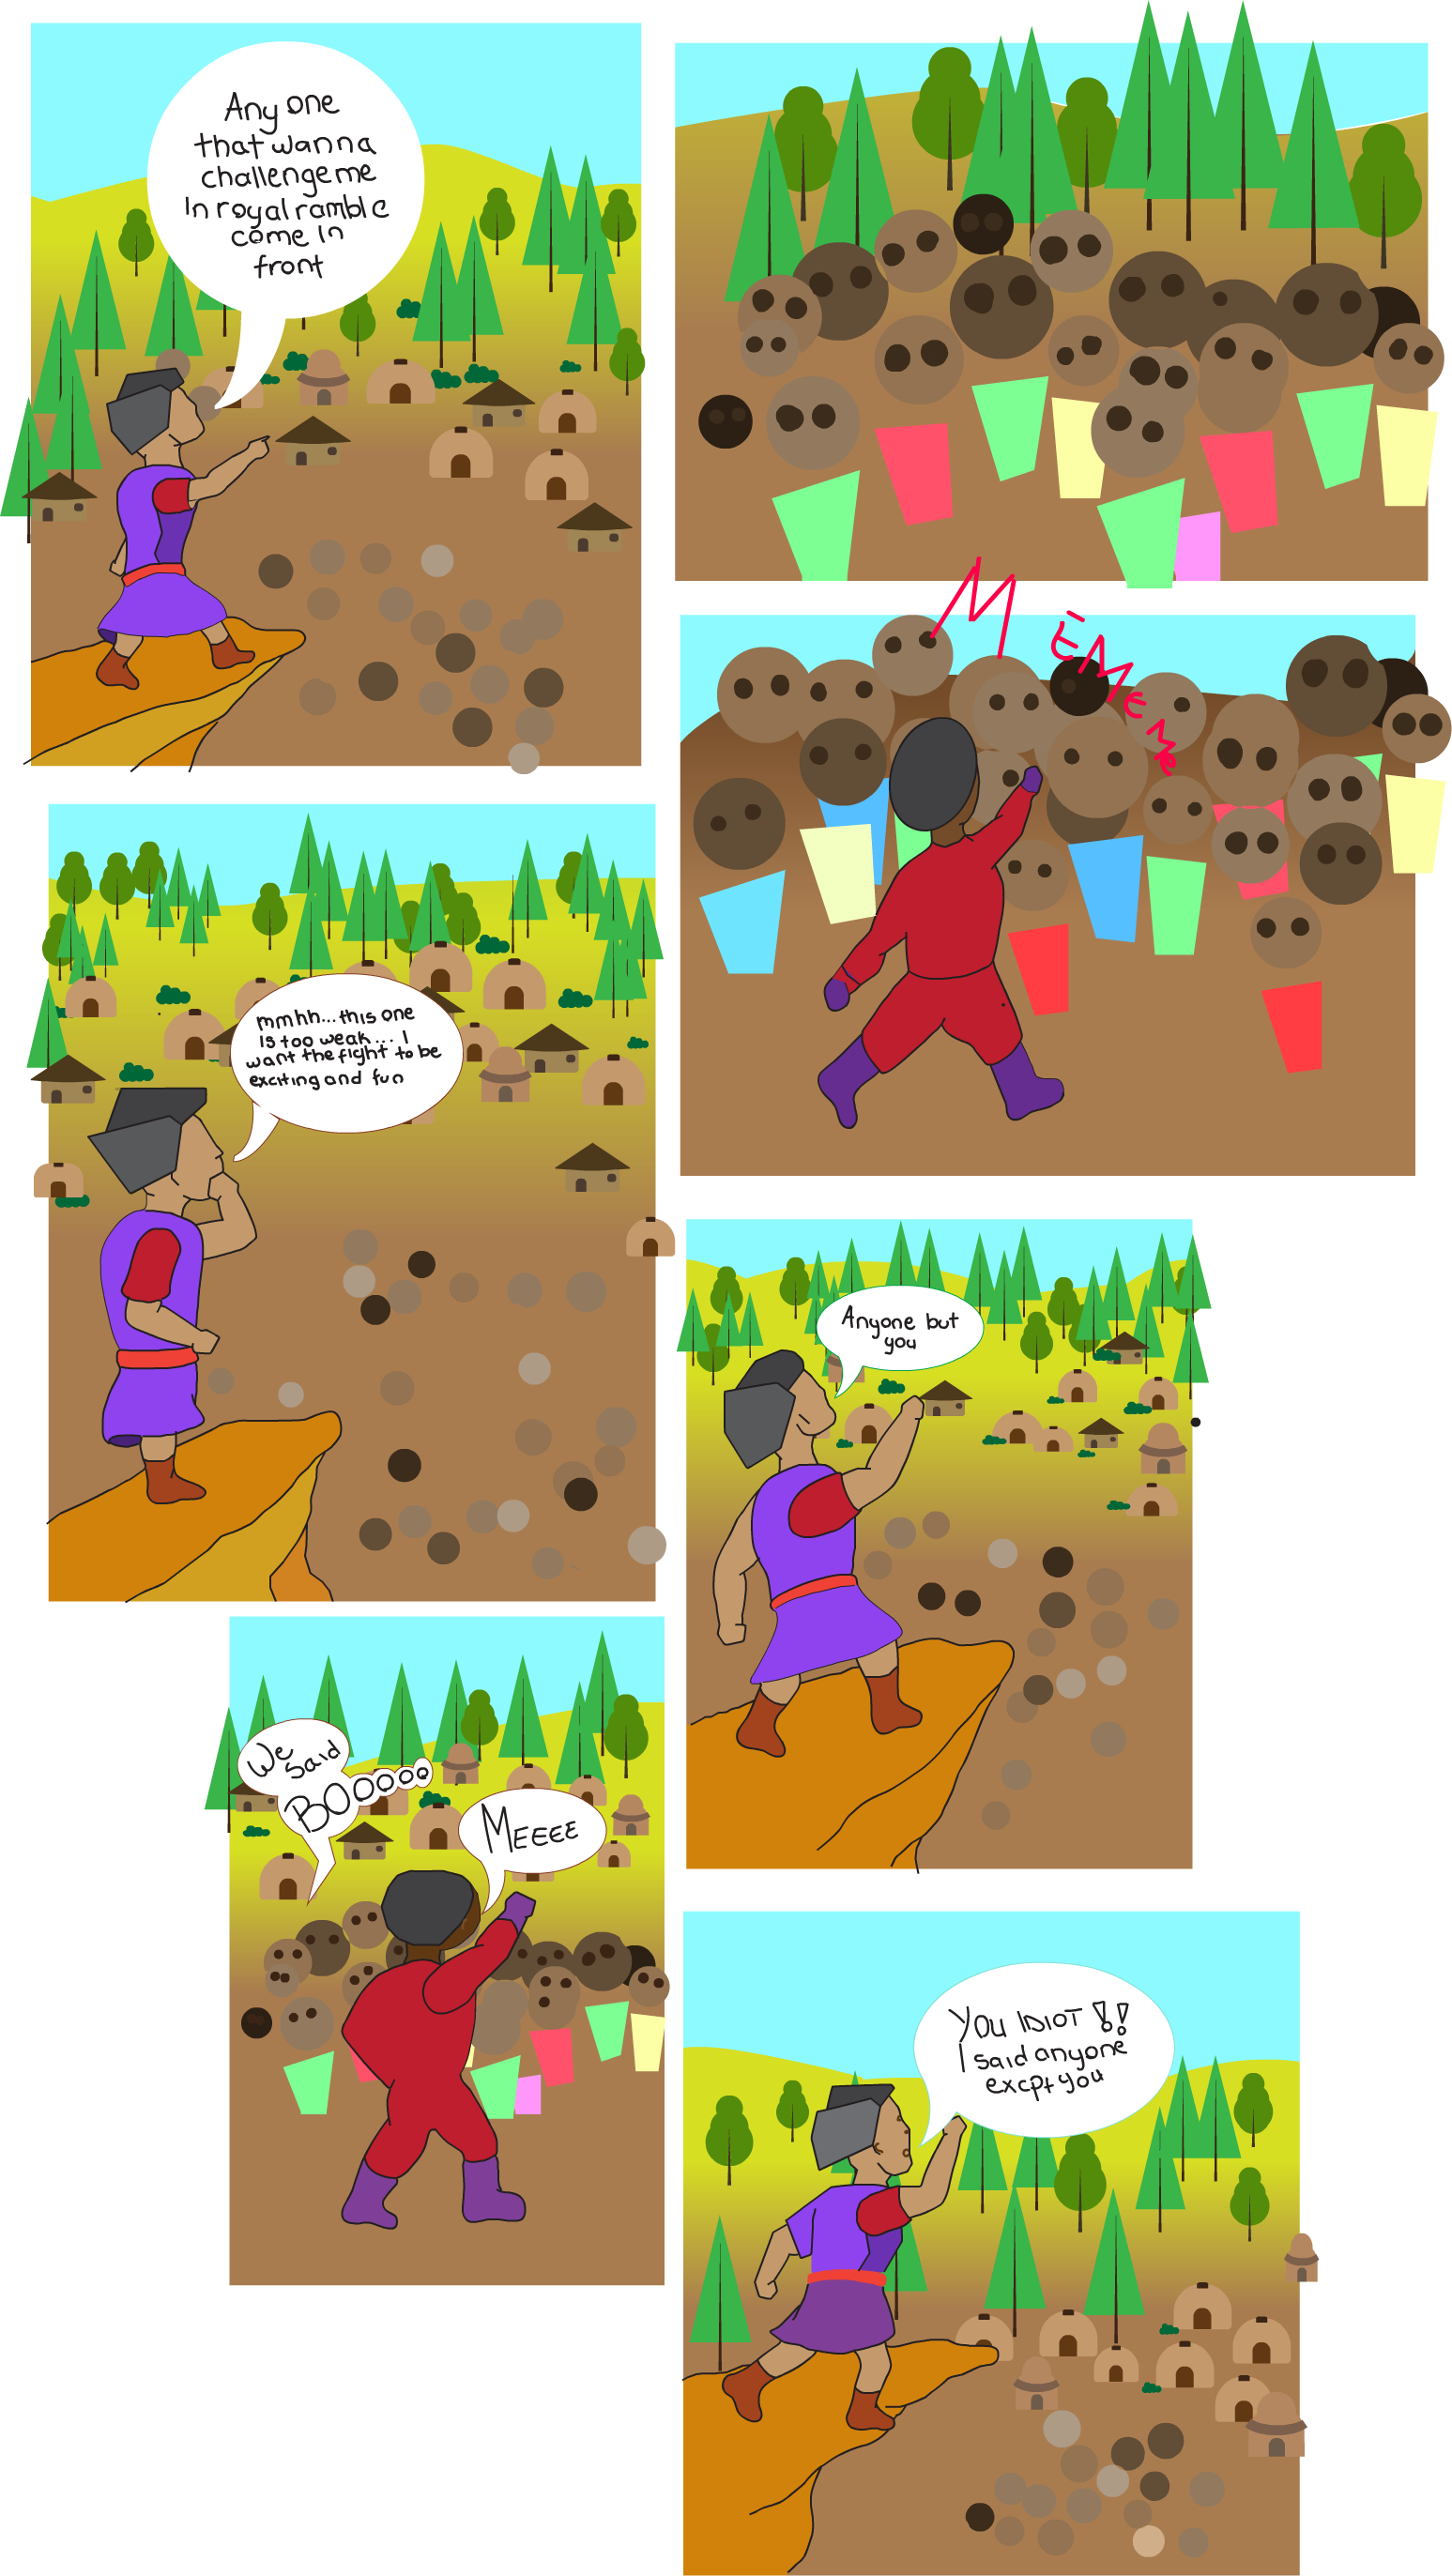 Any one
that wanna
challenge me
In royal ramble
come In
front
MEMEME
mmhh...this one
Is too weak... I
want the fight to be
exciting and fun
Anyone but
you
We
said
BOOoooo
MEEEE
You IDIOT !!
I said anyone
excpt you